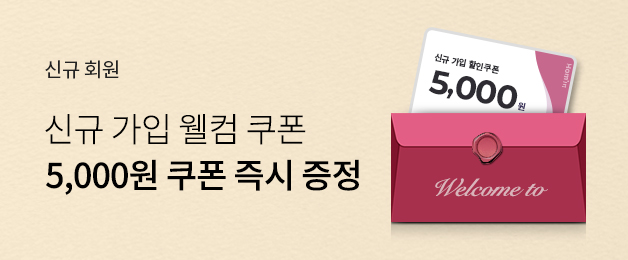 신규 회원
신규 가입 웰컴 쿠폰
5,000원 쿠폰 즉시 증정
신규 가입 할인쿠폰
5,000원
Welcome to